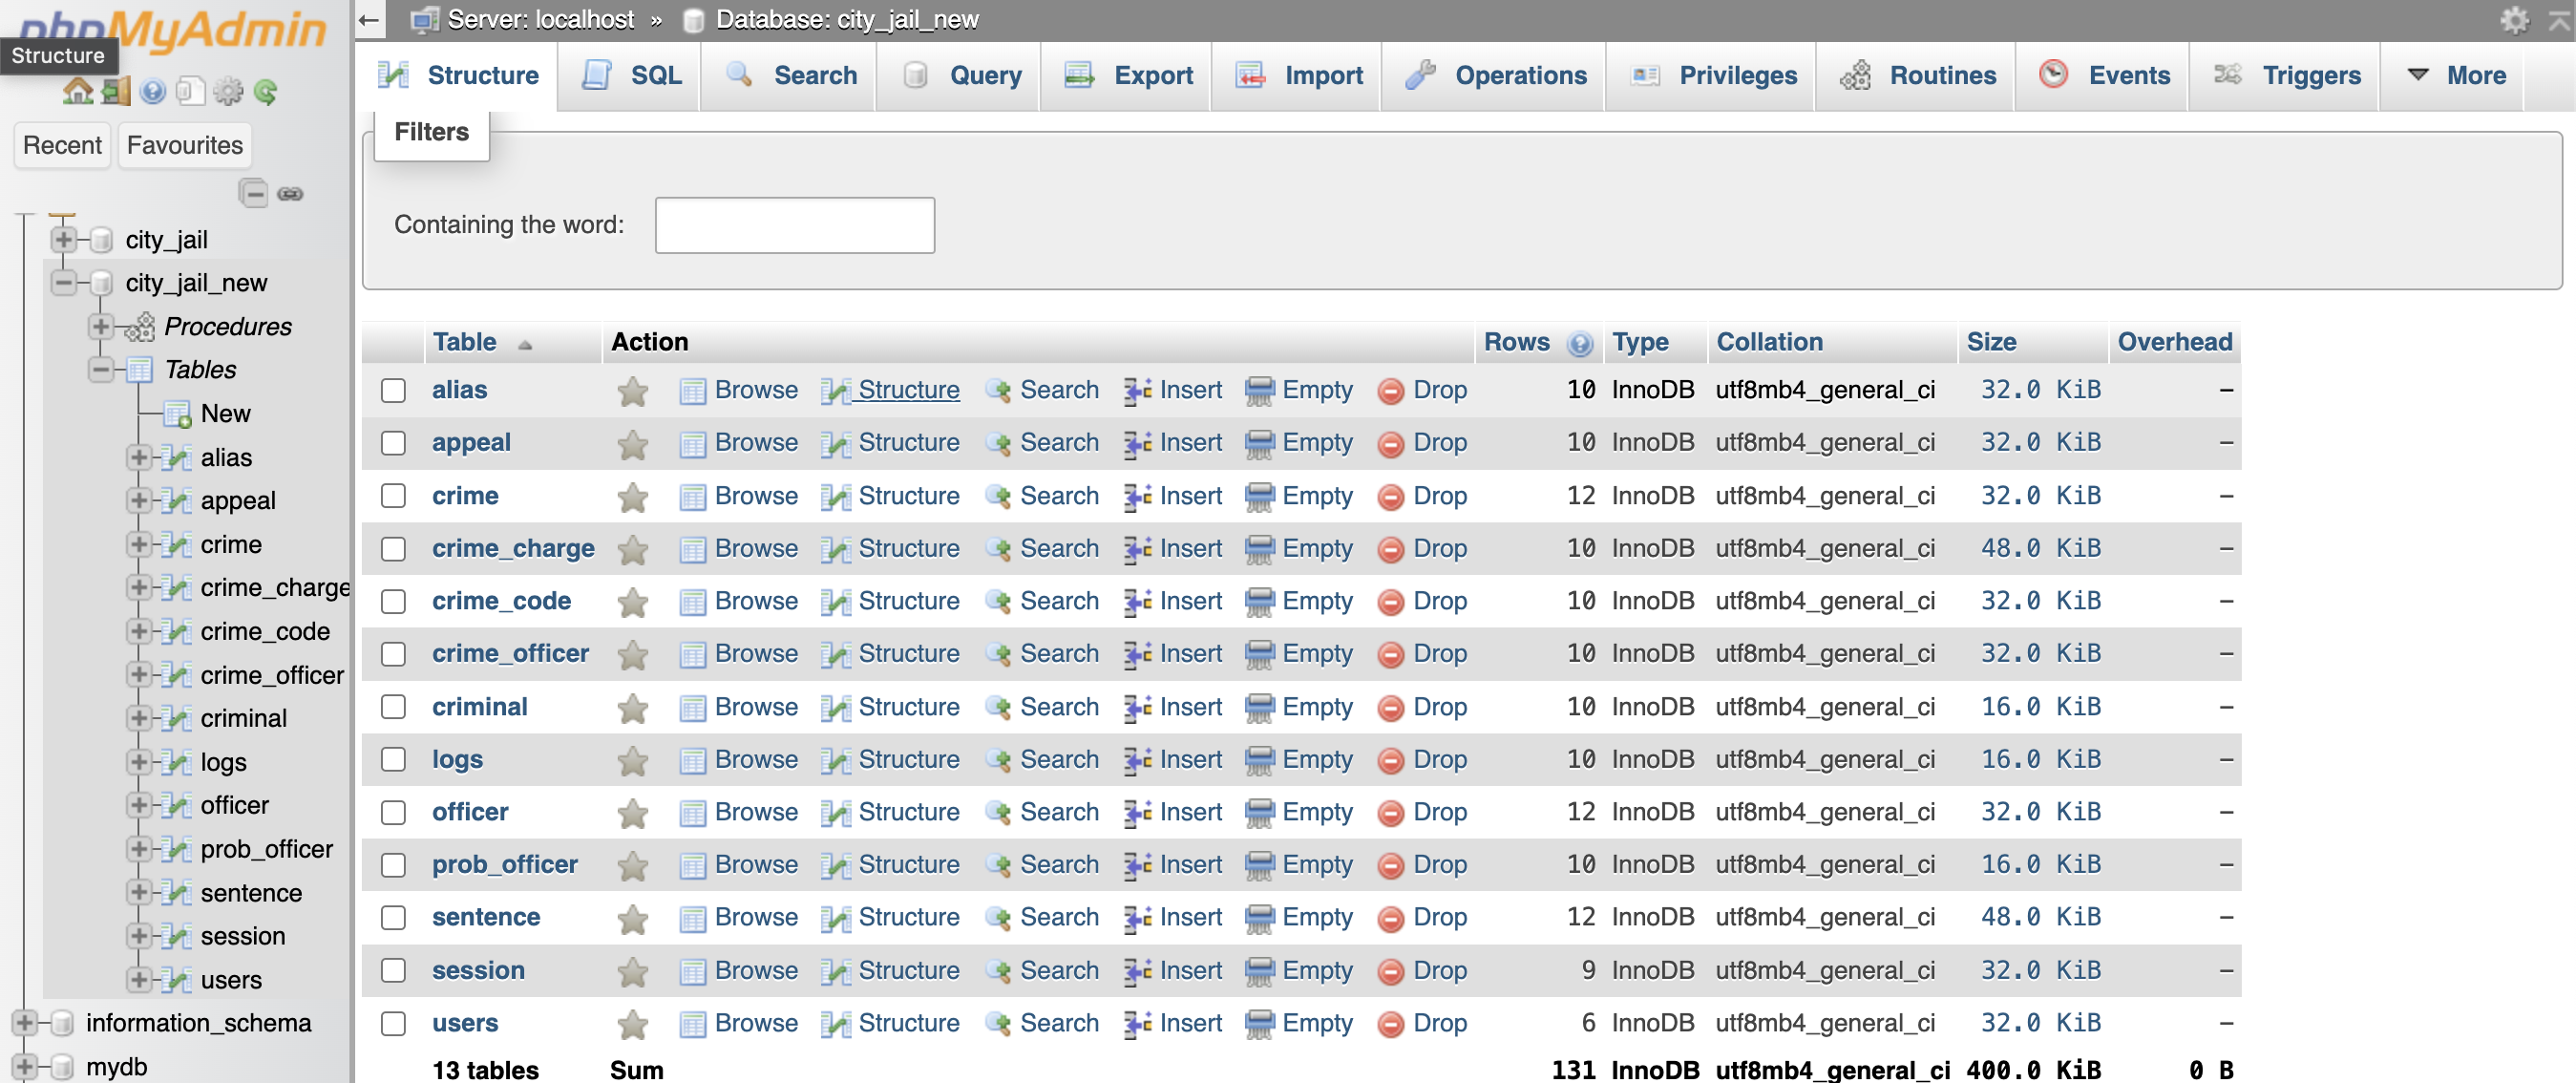 phpMyAdmin
Structure
Recent Favourites
city_jail
city_jail_new
Procedures
Tables
New
alias
appeal
crime
crime_charge
crime_code
crime_officer
criminal
logs
officer
prob_officer
sentence
session
users
information_schema
mydb
Server: localhost » Database: city_jail_new
Structure SQL Search Query Export Import Operations Privileges Routines Events Triggers More
Filters
Containing the word:
Table Action Rows Type Collation Size Overhead
alias Browse Structure Search Insert Empty Drop 10 InnoDB utf8mb4_general_ci 32.0 KiB –
appeal Browse Structure Search Insert Empty Drop 10 InnoDB utf8mb4_general_ci 32.0 KiB –
crime Browse Structure Search Insert Empty Drop 12 InnoDB utf8mb4_general_ci 32.0 KiB –
crime_charge Browse Structure Search Insert Empty Drop 10 InnoDB utf8mb4_general_ci 48.0 KiB –
crime_code Browse Structure Search Insert Empty Drop 10 InnoDB utf8mb4_general_ci 32.0 KiB –
crime_officer Browse Structure Search Insert Empty Drop 10 InnoDB utf8mb4_general_ci 32.0 KiB –
criminal Browse Structure Search Insert Empty Drop 10 InnoDB utf8mb4_general_ci 16.0 KiB –
logs Browse Structure Search Insert Empty Drop 10 InnoDB utf8mb4_general_ci 16.0 KiB –
officer Browse Structure Search Insert Empty Drop 12 InnoDB utf8mb4_general_ci 32.0 KiB –
prob_officer Browse Structure Search Insert Empty Drop 10 InnoDB utf8mb4_general_ci 16.0 KiB –
sentence Browse Structure Search Insert Empty Drop 12 InnoDB utf8mb4_general_ci 48.0 KiB –
session Browse Structure Search Insert Empty Drop 9 InnoDB utf8mb4_general_ci 32.0 KiB –
users Browse Structure Search Insert Empty Drop 6 InnoDB utf8mb4_general_ci 32.0 KiB –
13 tables Sum 131 InnoDB utf8mb4_general_ci 400.0 KiB 0 B